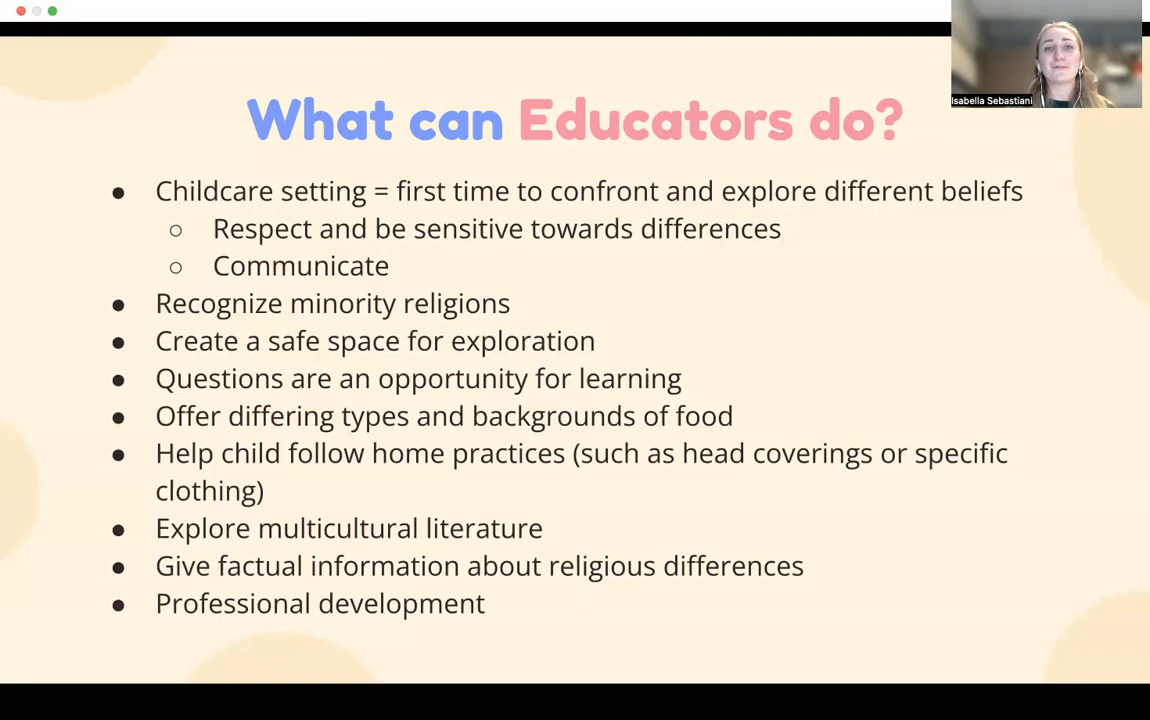 Isabella Sebastiani
What can Educators do?
● Childcare setting = first time to confront and explore different beliefs
○ Respect and be sensitive towards differences
○ Communicate
● Recognize minority religions
● Create a safe space for exploration
● Questions are an opportunity for learning
● Offer differing types and backgrounds of food
● Help child follow home practices (such as head coverings or specific
clothing)
● Explore multicultural literature
● Give factual information about religious differences
● Professional development